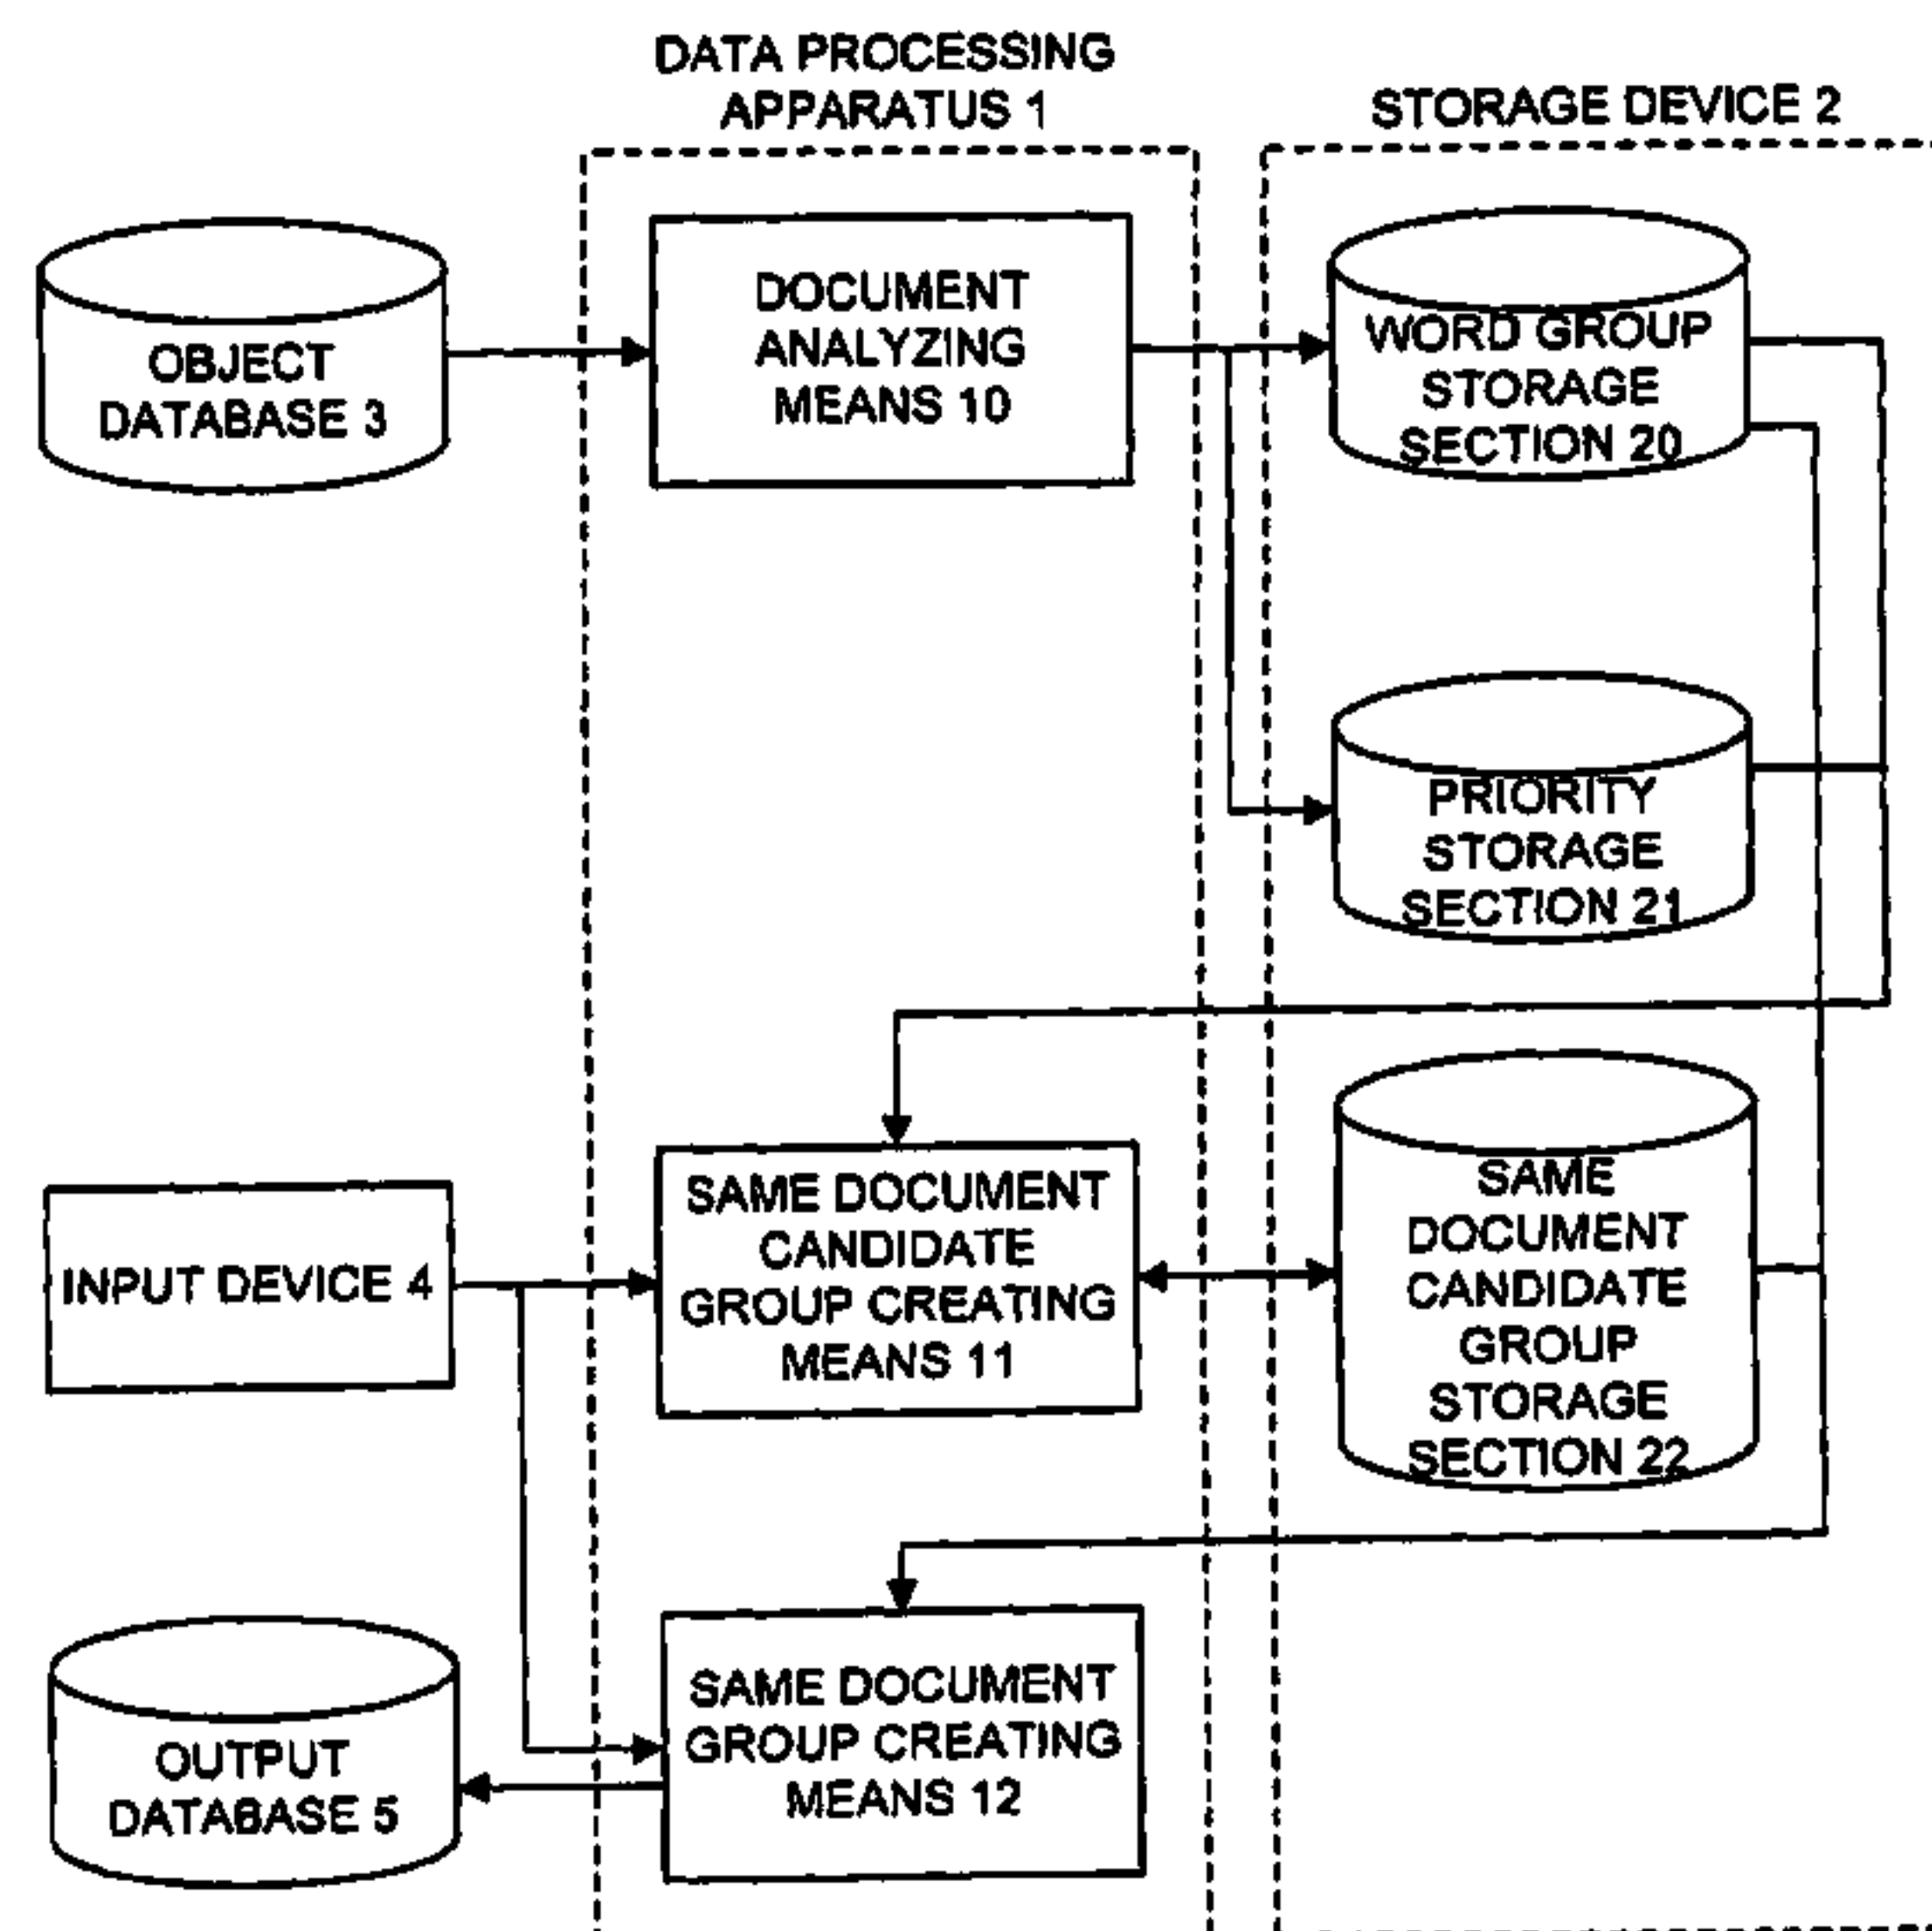 DATA PROCESSING
APPARATUS 1
STORAGE DEVICE 2
OBJECT
DATABASE 3
DOCUMENT
ANALYZING
MEANS 10
WORD GROUP
STORAGE
SECTION 20
PRIORITY
STORAGE
SECTION 21
INPUT DEVICE 4
SAME DOCUMENT
CANDIDATE
GROUP CREATING
MEANS 11
SAME
DOCUMENT
CANDIDATE
GROUP
STORAGE
SECTION 22
OUTPUT
DATABASE 5
SAME DOCUMENT
GROUP CREATING
MEANS 12